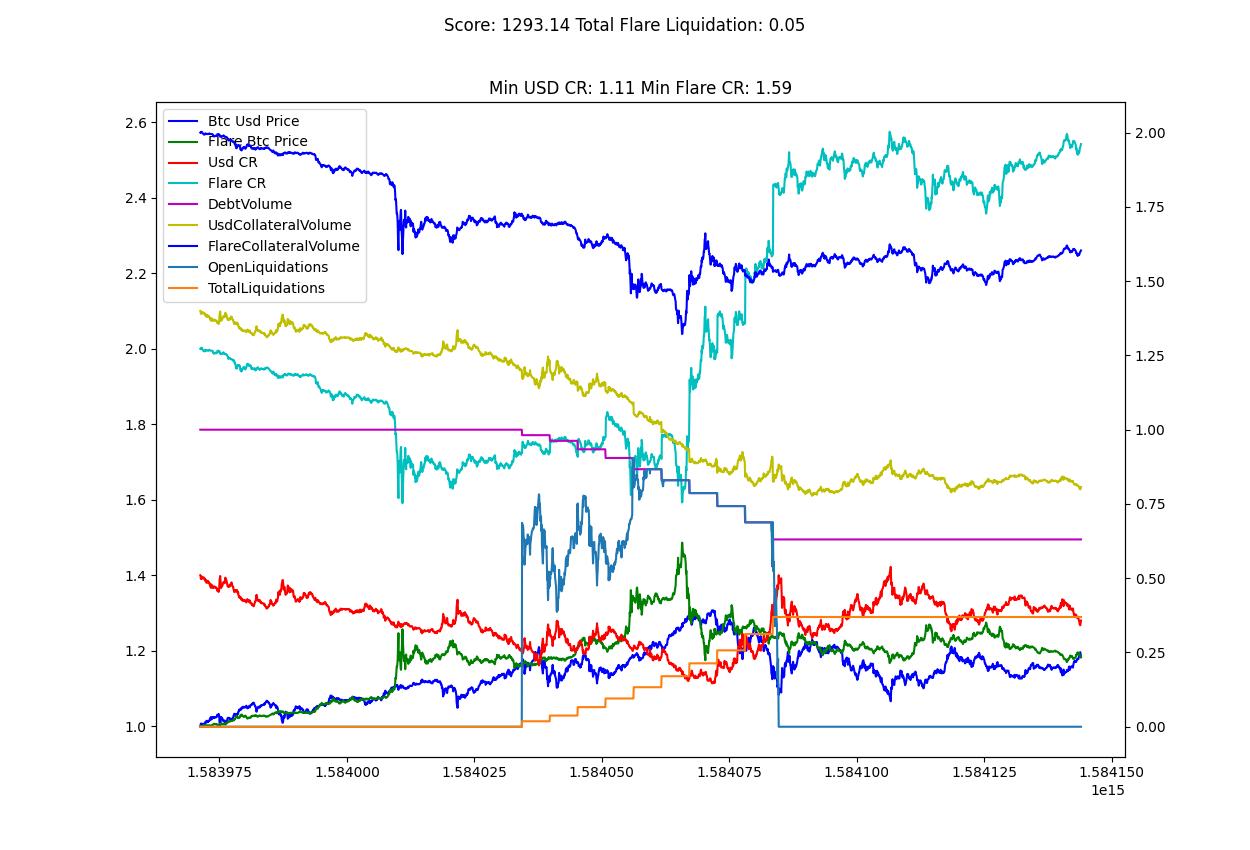 Score: 1293.14 Total Flare Liquidation: 0.05
Min USD CR: 1.11 Min Flare CR: 1.59
Btc Usd Price
Flare Btc Price
Usd CR
Flare CR
DebtVolume
UsdCollateralVolume
FlareCollateralVolume
OpenLiquidations
TotalLiquidations
2.6
2.4
2.2
2.0
1.8
1.6
1.4
1.2
1.0
2.00
1.75
1.50
1.25
1.00
0.75
0.50
0.25
0.00
1.583975 1.584000 1.584025 1.584050 1.584075 1.584100 1.584125 1.584150
1e15